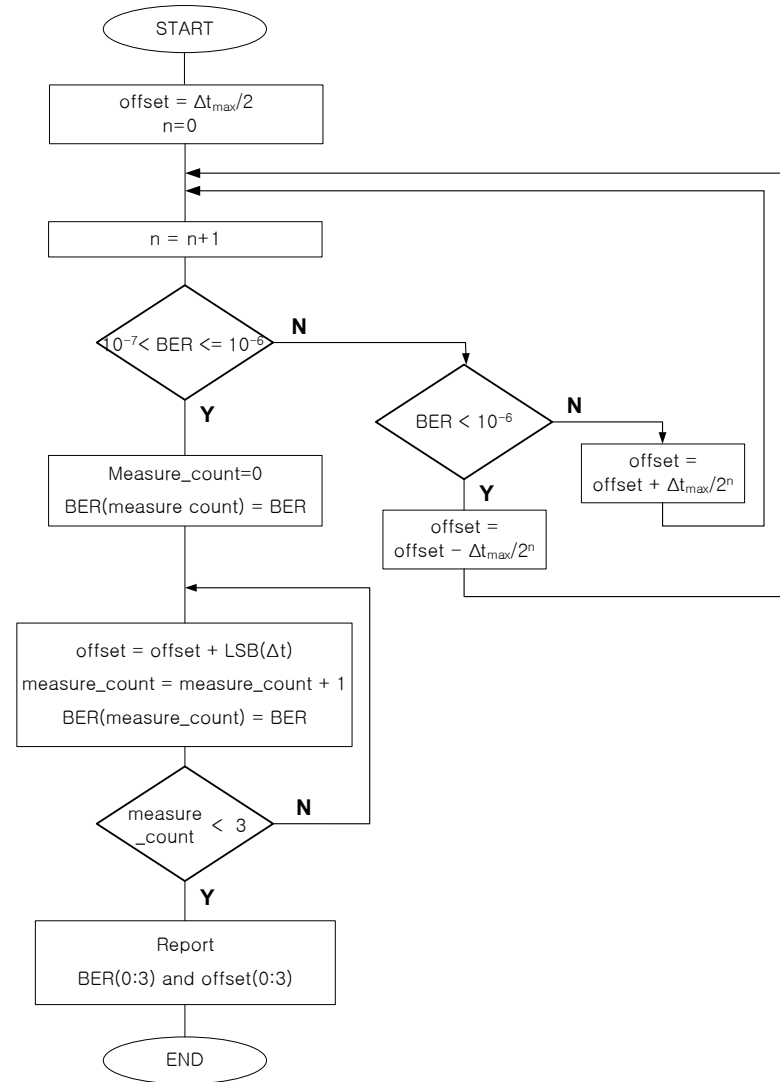 START
offset = Δtmax/2
n=0
n = n+1
10⁻⁷< BER <= 10⁻⁶
N
Y
BER < 10⁻⁶
N
Y
offset =
offset + Δtmax/2ⁿ
offset =
offset − Δtmax/2ⁿ
Measure_count=0
BER(measure count) = BER
offset = offset + LSB(Δt)
measure_count = measure_count + 1
BER(measure_count) = BER
measure
_count < 3
N
Y
Report
BER(0:3) and offset(0:3)
END